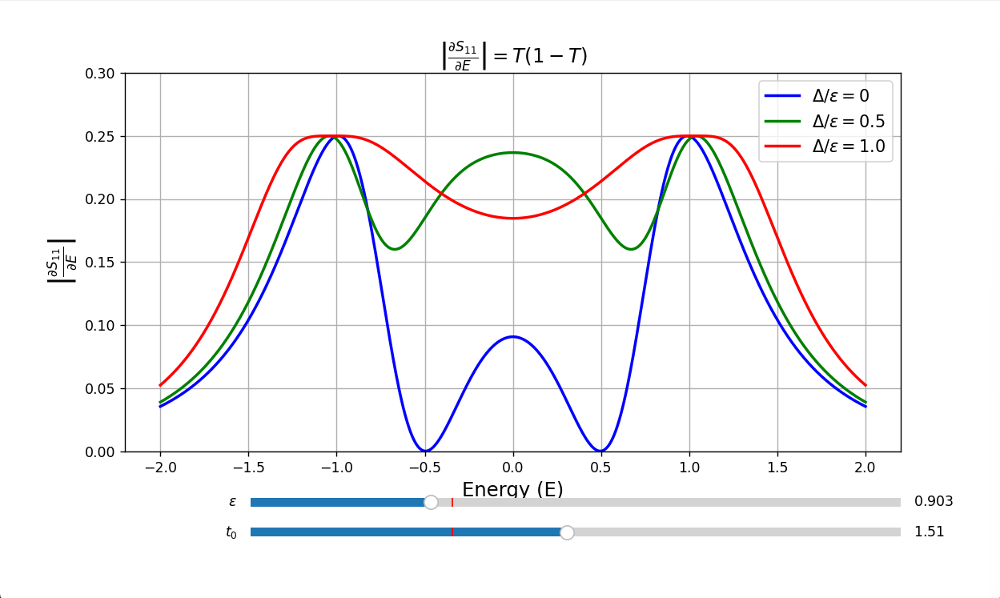 |∂S₁₁/∂E| = T(1 − T)
|∂S₁₁/∂E|
0.30
0.25
0.20
0.15
0.10
0.05
0.00
Δ/ε = 0
Δ/ε = 0.5
Δ/ε = 1.0
−2.0 −1.5 −1.0 −0.5 0.0 0.5 1.0 1.5 2.0
Energy (E)
ε 0.903
t₀ 1.51